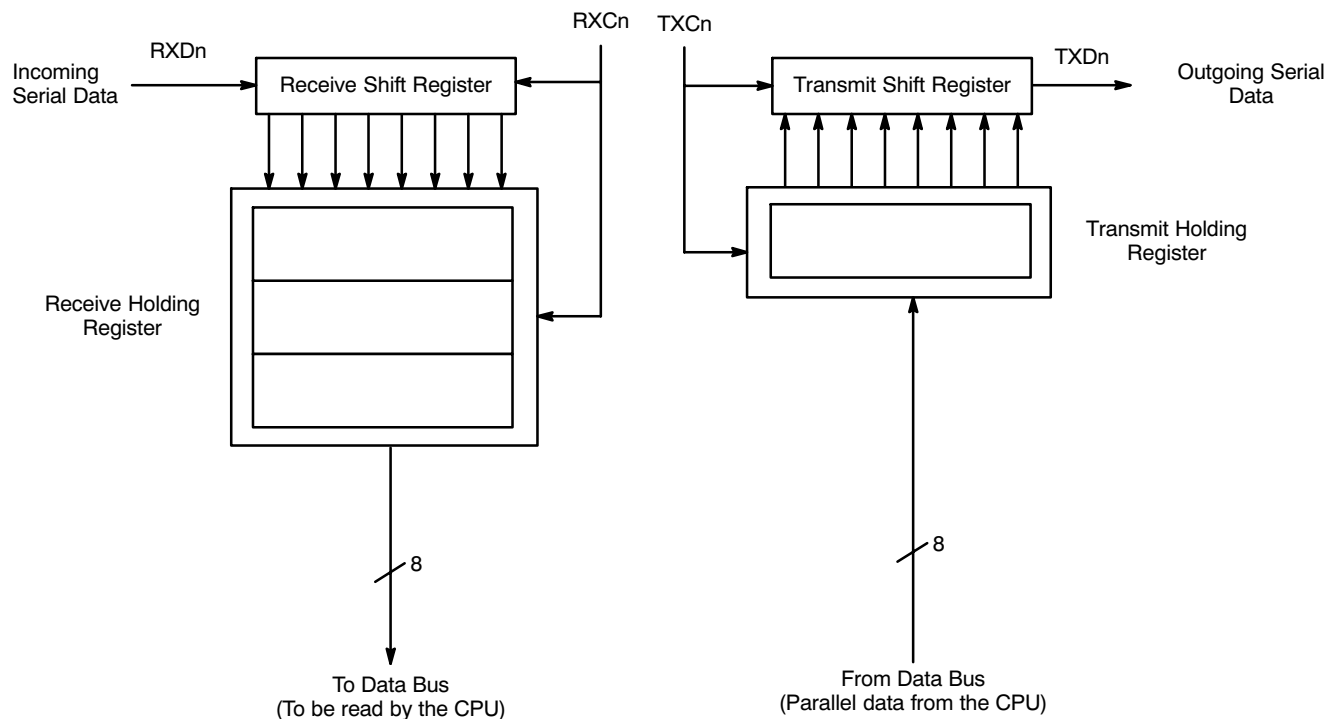 RXCn
TXCn
RXDn
Incoming
Serial Data
Receive Shift Register
Transmit Shift Register
TXDn
Outgoing Serial
Data
Receive Holding
Register
Transmit Holding
Register
8
8
To Data Bus
(To be read by the CPU)
From Data Bus
(Parallel data from the CPU)